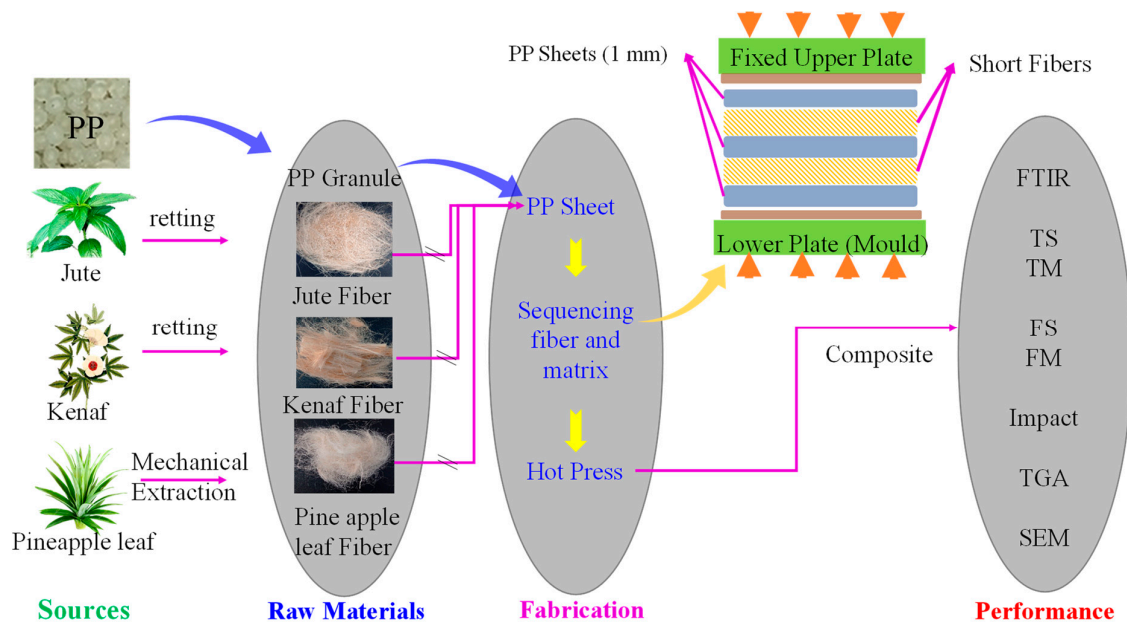 PP
retting
Jute
retting
Kenaf
Mechanical
Extraction
Pineapple leaf
Sources
PP Granule
Jute Fiber
Kenaf Fiber
Pine apple
leaf Fiber
Raw Materials
PP Sheet
Sequencing
fiber and
matrix
Hot Press
Fabrication
PP Sheets (1 mm)
Fixed Upper Plate
Short Fibers
Lower Plate (Mould)
Composite
FTIR
TS
TM
FS
FM
Impact
TGA
SEM
Performance